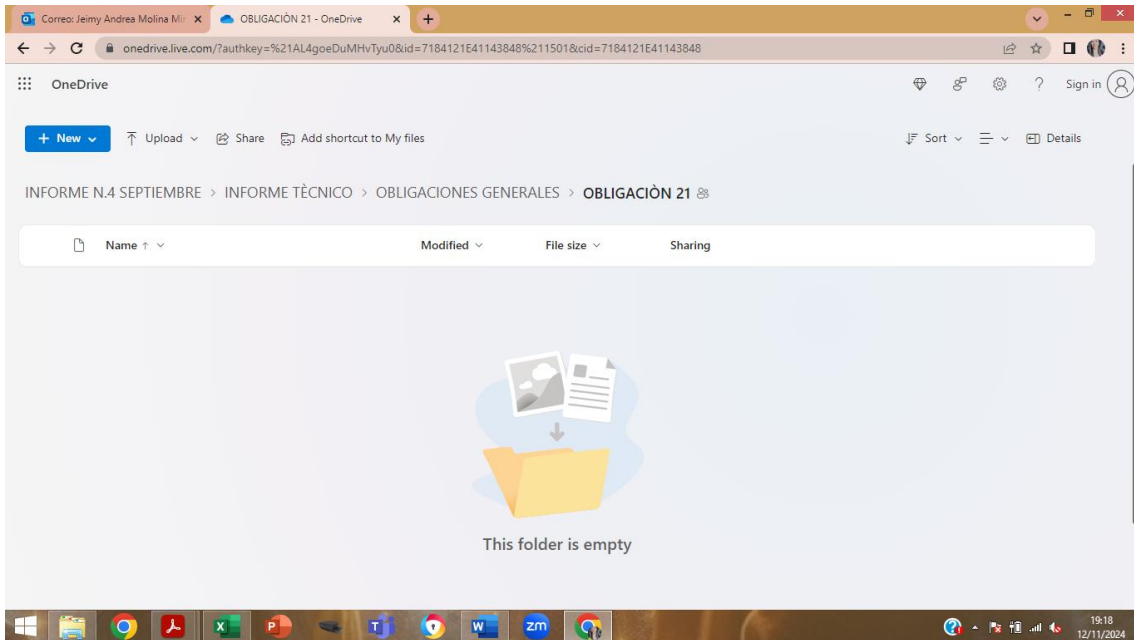 Correo: Jeimy Andrea Molina Mi
OBLIGACIÒN 21 - OneDrive
onedrive.live.com/?authkey=%21AL4goeDuMHvTyu0&id=7184121E41143848%211501&cid=7184121E41143848
OneDrive
Sign in
+ New
Upload
Share
Add shortcut to My files
Sort
Details
INFORME N.4 SEPTIEMBRE > INFORME TÈCNICO > OBLIGACIONES GENERALES > OBLIGACIÒN 21
Name ↑
Modified
File size
Sharing
This folder is empty
zm
19:18
12/11/2024